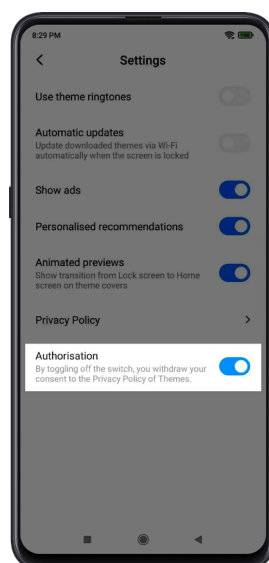 8:29 PM
100
Settings
Use theme ringtones
Automatic updates
Update downloaded themes via Wi-Fi
automatically when the screen is locked
Show ads
Personalised recommendations
Animated previews
Show transition from Lock screen to Home
screen on theme covers
Privacy Policy
Authorisation
By toggling off the switch, you withdraw your
consent to the Privacy Policy of Themes.